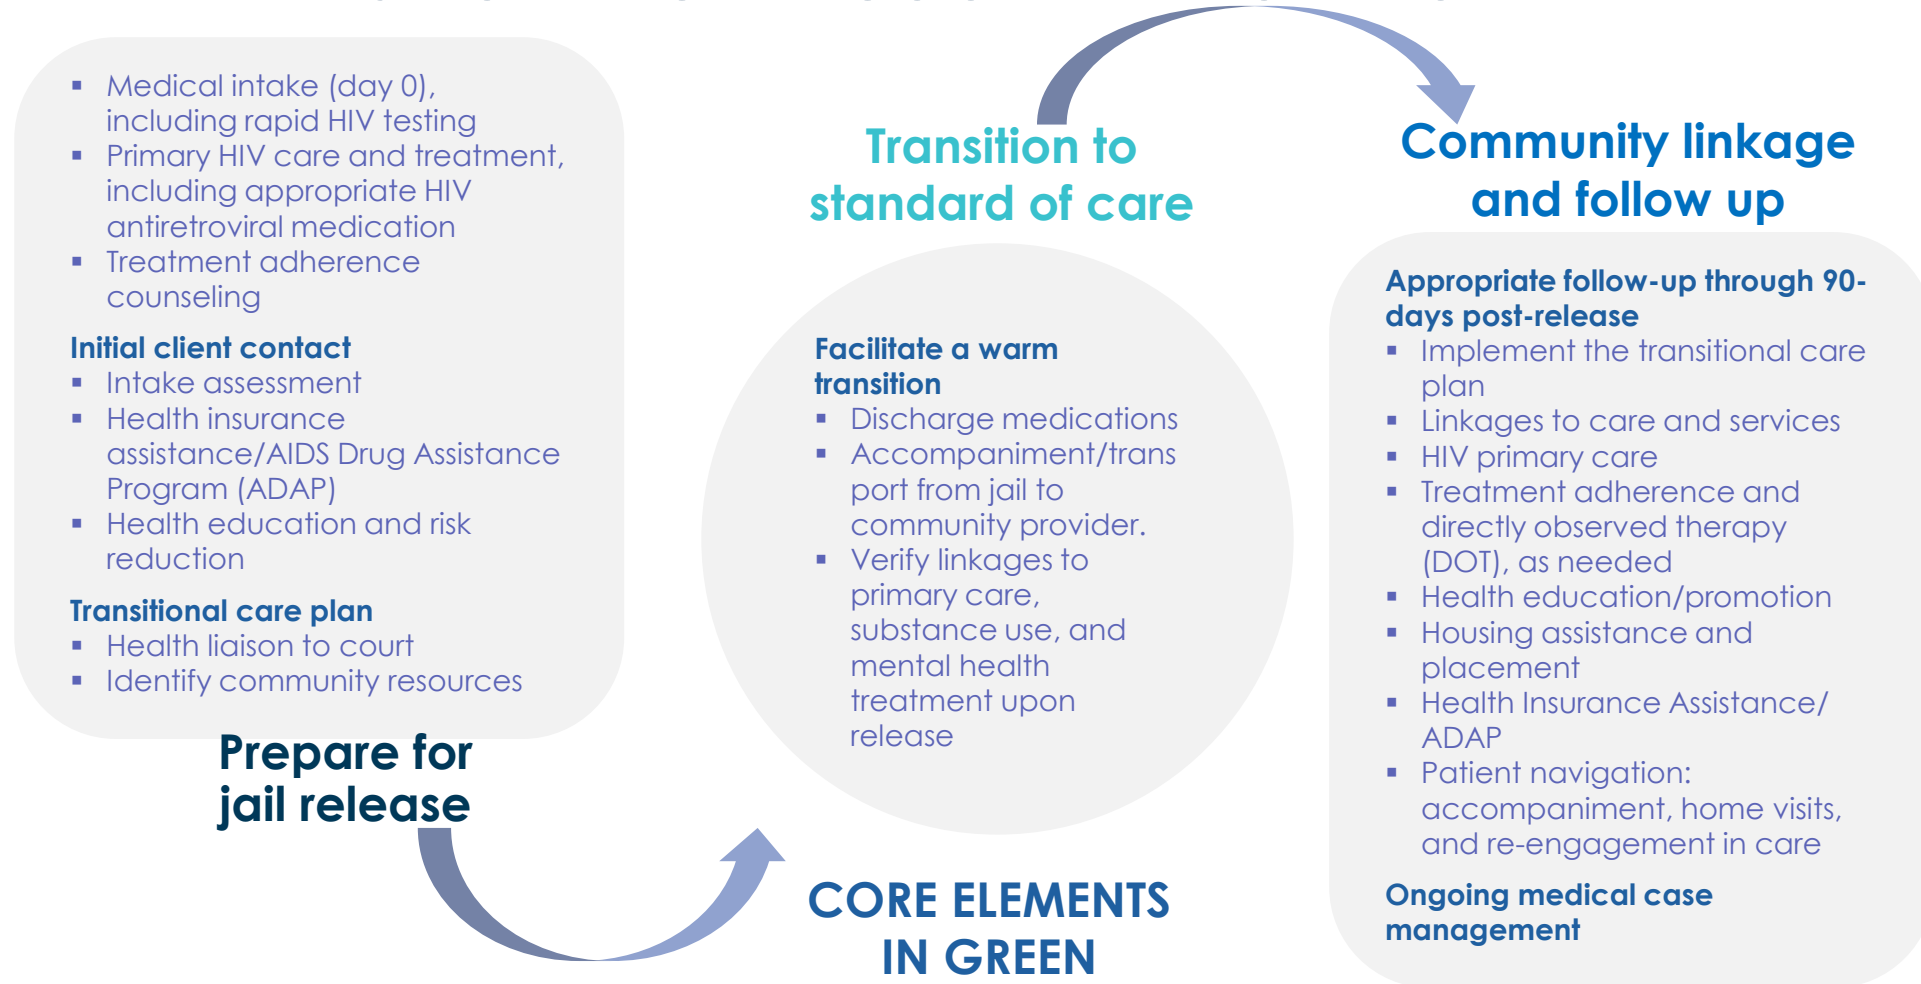 ▪ Medical intake (day 0),
including rapid HIV testing
▪ Primary HIV care and treatment,
including appropriate HIV
antiretroviral medication
▪ Treatment adherence
counseling
Initial client contact
▪ Intake assessment
▪ Health insurance
assistance/AIDS Drug Assistance
Program (ADAP)
▪ Health education and risk
reduction
Transitional care plan
▪ Health liaison to court
▪ Identify community resources
Prepare for
jail release
Transition to
standard of care
Facilitate a warm
transition
▪ Discharge medications
▪ Accompaniment/trans
port from jail to
community provider.
▪ Verify linkages to
primary care,
substance use, and
mental health
treatment upon
release
CORE ELEMENTS
IN GREEN
Community linkage
and follow up
Appropriate follow-up through 90-
days post-release
▪ Implement the transitional care
plan
▪ Linkages to care and services
▪ HIV primary care
▪ Treatment adherence and
directly observed therapy
(DOT), as needed
▪ Health education/promotion
▪ Housing assistance and
placement
▪ Health Insurance Assistance/
ADAP
▪ Patient navigation:
accompaniment, home visits,
and re-engagement in care
Ongoing medical case
management